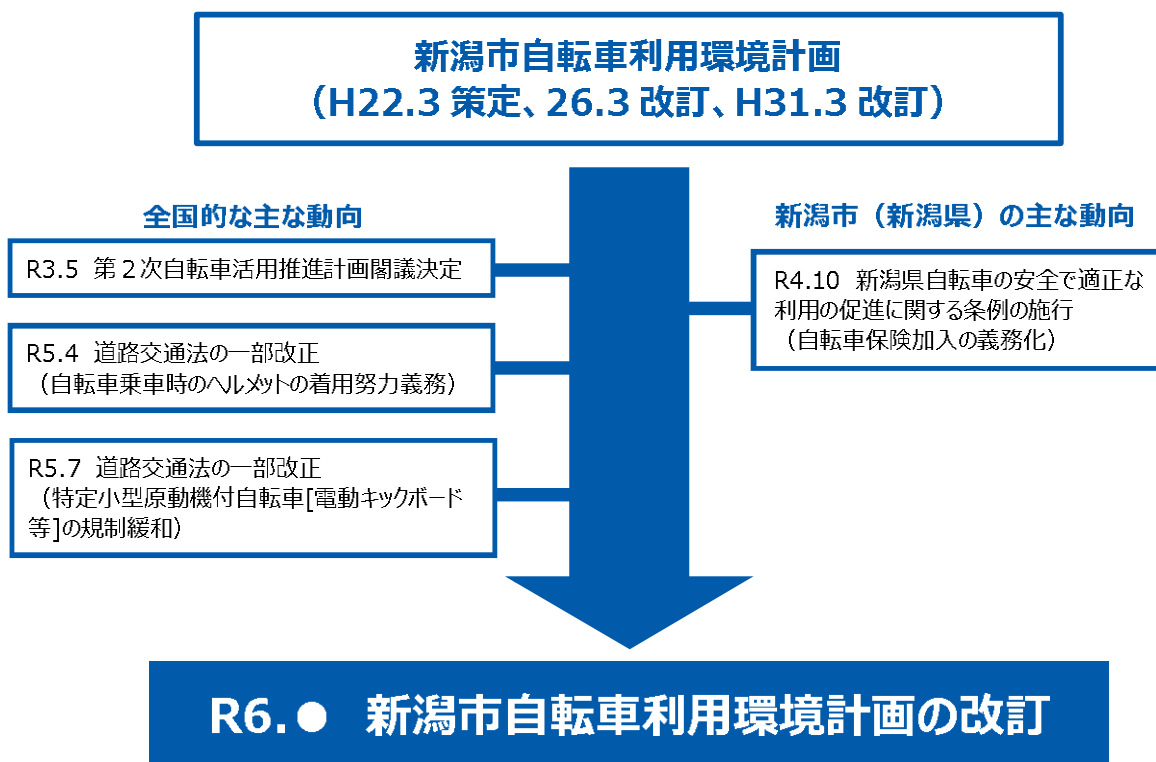 新潟市自転車利用環境計画
（H22.3 策定、26.3 改訂、H31.3 改訂）
全国的な主な動向
R3.5 第２次自転車活用推進計画閣議決定
R5.4 道路交通法の一部改正
（自転車乗車時のヘルメットの着用努力義務）
R5.7 道路交通法の一部改正
（特定小型原動機付自転車[電動キックボード
等]の規制緩和）
新潟市（新潟県）の主な動向
R4.10 新潟県自転車の安全で適正な
利用の促進に関する条例の施行
（自転車保険加入の義務化）
R6.● 新潟市自転車利用環境計画の改訂